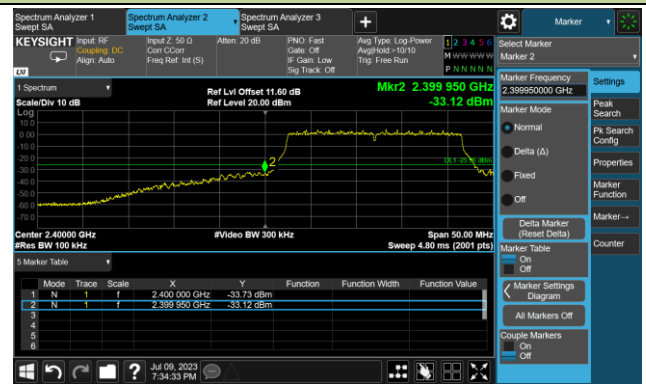 Spectrum Analyzer 1
Swept SA
Spectrum Analyzer 2
Swept SA
Spectrum Analyzer 3
Swept SA
+
Marker
KEYSIGHT
Input: RF
Coupling: DC
Align: Auto
Input Z: 50 Ω
Corr CCorr
Freq Ref: Int (S)
Atten: 20 dB
PNO: Fast
Gate: Off
IF Gain: Low
Sig Track: Off
Avg Type: Log-Power
Avg|Hold:>10/10
Trig: Free Run
1 2 3 4 5 6
M W W W W W
P N N N N N
LXI
Select Marker
Marker 2
1 Spectrum
Scale/Div 10 dB
Log
Ref Lvl Offset 11.60 dB
Ref Level 20.00 dBm
Mkr2 2.399 950 GHz
-33.12 dBm
10.0
0.00
-10.0
-20.0
-30.0
-40.0
-50.0
-60.0
-70.0
2
Center 2.40000 GHz
#Res BW 100 kHz
#Video BW 300 kHz
Span 50.00 MHz
Sweep 4.80 ms (2001 pts)
5 Marker Table
Mode Trace Scale X Y Function Function Width Function Value
1 N 1 f 2.400 000 GHz -33.73 dBm
2 N 1 f 2.399 950 GHz -33.12 dBm
3
4
5
6
Jul 09, 2023
7:34:33 PM
Marker Frequency
2.399950000 GHz
Marker Mode
Normal
Delta (Δ)
Fixed
Off
Delta Marker
(Reset Delta)
Marker Table
On
Off
Marker Settings
Diagram
All Markers Off
Couple Markers
On
Off
Settings
Peak
Search
Pk Search
Config
Properties
Marker
Function
Marker→
Counter